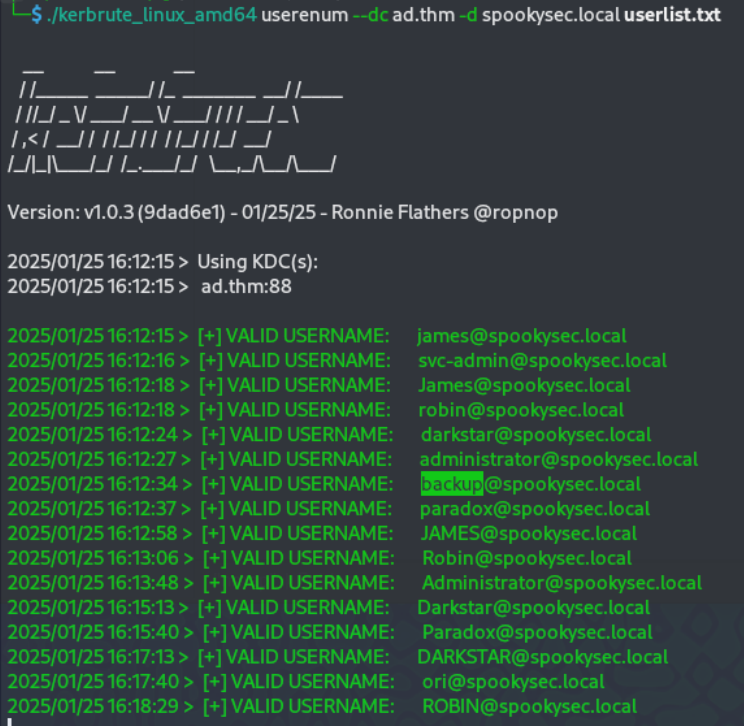 └─$ ./kerbrute_linux_amd64 userenum --dc ad.thm -d spookysec.local userlist.txt
Version: v1.0.3 (9dad6e1) - 01/25/25 - Ronnie Flathers @ropnop
2025/01/25 16:12:15 > Using KDC(s):
2025/01/25 16:12:15 > ad.thm:88
2025/01/25 16:12:15 > [+] VALID USERNAME: james@spookysec.local
2025/01/25 16:12:16 > [+] VALID USERNAME: svc-admin@spookysec.local
2025/01/25 16:12:18 > [+] VALID USERNAME: James@spookysec.local
2025/01/25 16:12:18 > [+] VALID USERNAME: robin@spookysec.local
2025/01/25 16:12:24 > [+] VALID USERNAME: darkstar@spookysec.local
2025/01/25 16:12:27 > [+] VALID USERNAME: administrator@spookysec.local
2025/01/25 16:12:34 > [+] VALID USERNAME: backup@spookysec.local
2025/01/25 16:12:37 > [+] VALID USERNAME: paradox@spookysec.local
2025/01/25 16:12:58 > [+] VALID USERNAME: JAMES@spookysec.local
2025/01/25 16:13:06 > [+] VALID USERNAME: Robin@spookysec.local
2025/01/25 16:13:48 > [+] VALID USERNAME: Administrator@spookysec.local
2025/01/25 16:15:13 > [+] VALID USERNAME: Darkstar@spookysec.local
2025/01/25 16:15:40 > [+] VALID USERNAME: Paradox@spookysec.local
2025/01/25 16:17:13 > [+] VALID USERNAME: DARKSTAR@spookysec.local
2025/01/25 16:17:40 > [+] VALID USERNAME: ori@spookysec.local
2025/01/25 16:18:29 > [+] VALID USERNAME: ROBIN@spookysec.local